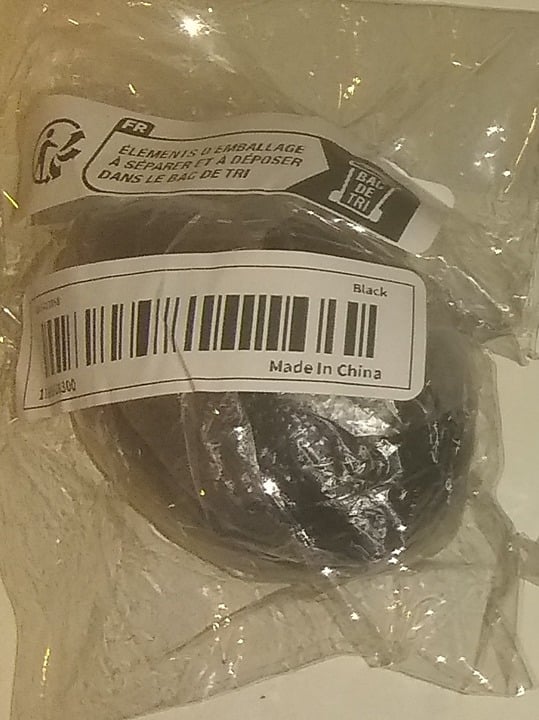 FR
ÉLÉMENTS D'EMBALLAGE
À SÉPARER ET À DÉPOSER
DANS LE BAC DE TRI
BAC
DE
TRI
Black
Made In China